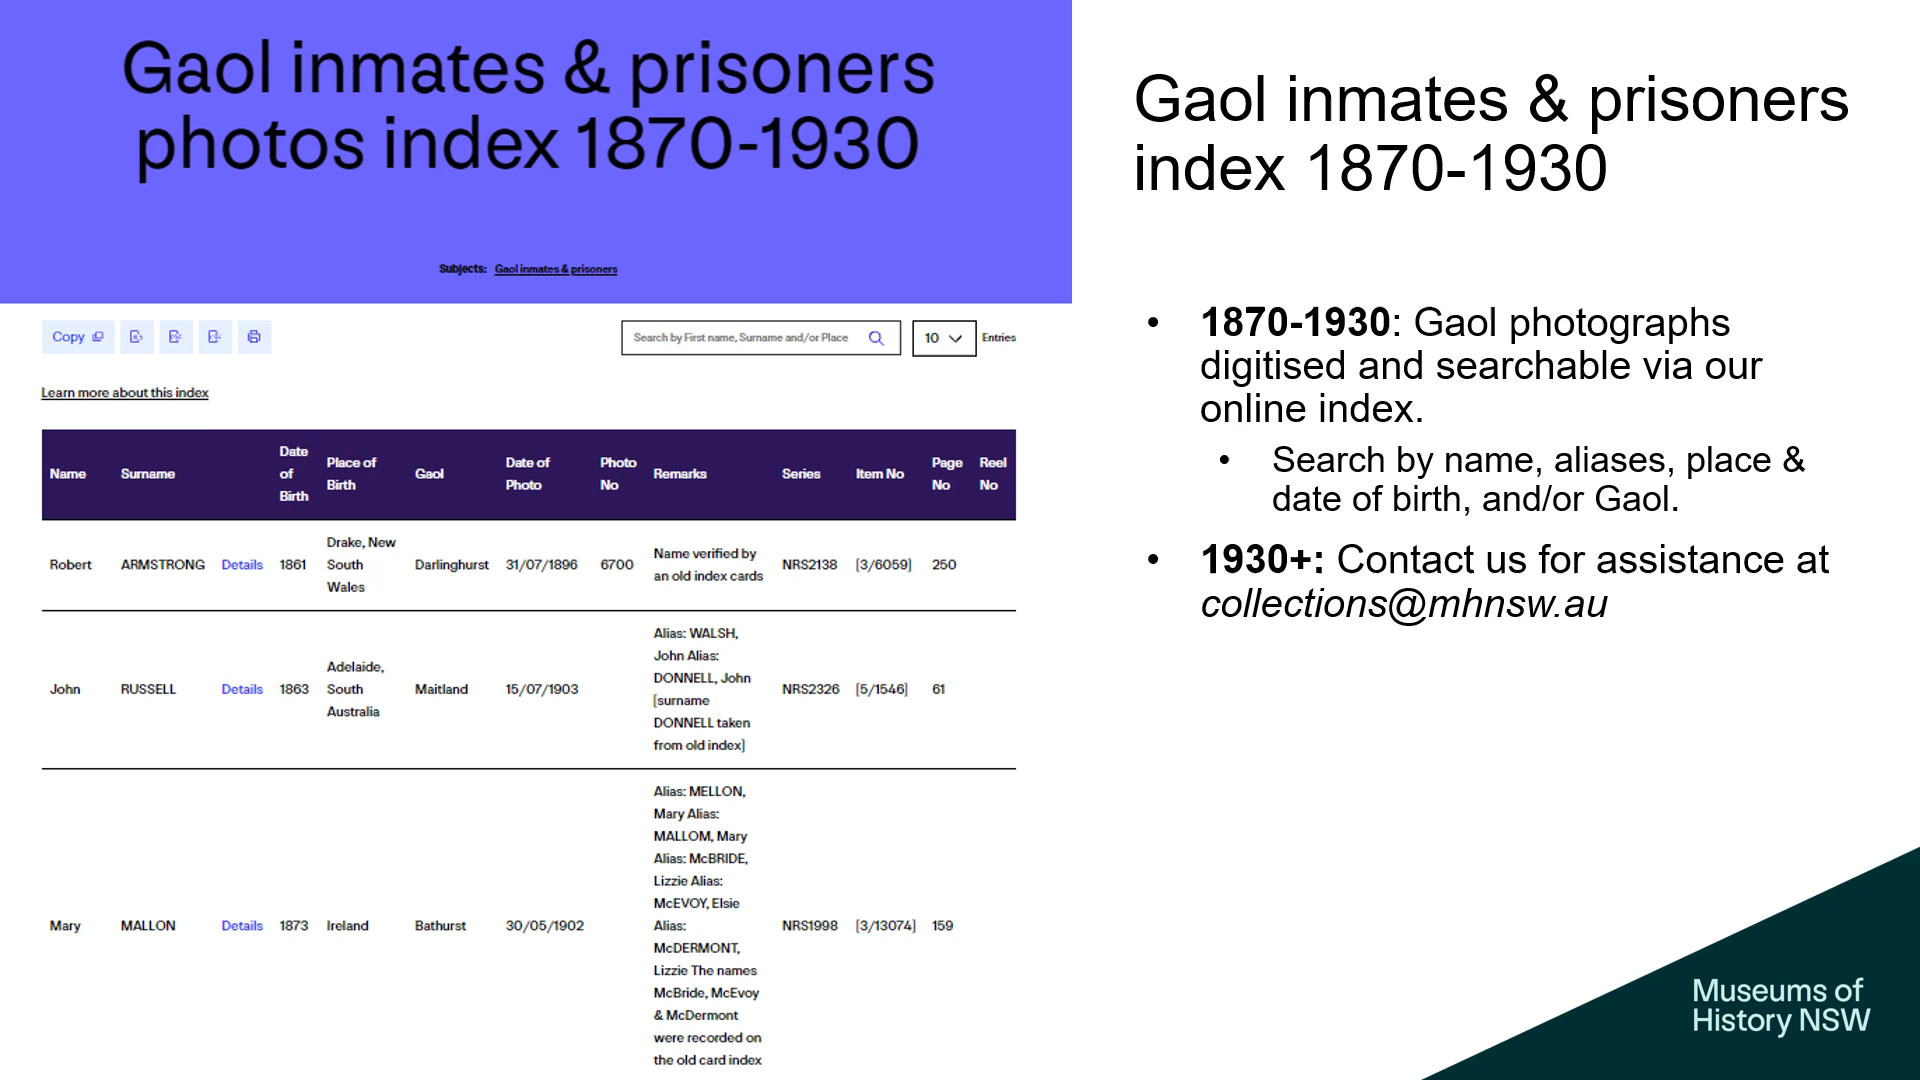 Gaol inmates & prisoners
photos index 1870-1930
Subjects: Gaol inmates & prisoners
Copy
Search by First name, Surname and/or Place
10
Entries
Learn more about this index
Name Surname Date of Birth Place of Birth Gaol Date of Photo Photo No Remarks Series Item No Page No Reel No
Robert ARMSTRONG Details 1861 Drake, New South Wales Darlinghurst 31/07/1896 6700 Name verified by an old index cards NRS2138 [3/6059] 250
John RUSSELL Details 1863 Adelaide, South Australia Maitland 15/07/1903 Alias: WALSH, John Alias: DONNELL, John [surname DONNELL taken from old index] NRS2326 [5/1546] 61
Mary MALLON Details 1873 Ireland Bathurst 30/05/1902 Alias: MELLON, Mary Alias: MALLOM, Mary Alias: McBRIDE, Lizzie Alias: McEVOY, Elsie Alias: McDERMONT, Lizzie The names McBride, McEvoy & McDermont were recorded on the old card index NRS1998 [3/13074] 159
Gaol inmates & prisoners
index 1870-1930
• 1870-1930: Gaol photographs
digitised and searchable via our
online index.
• Search by name, aliases, place &
date of birth, and/or Gaol.
• 1930+: Contact us for assistance at
collections@mhnsw.au
Museums of
History NSW